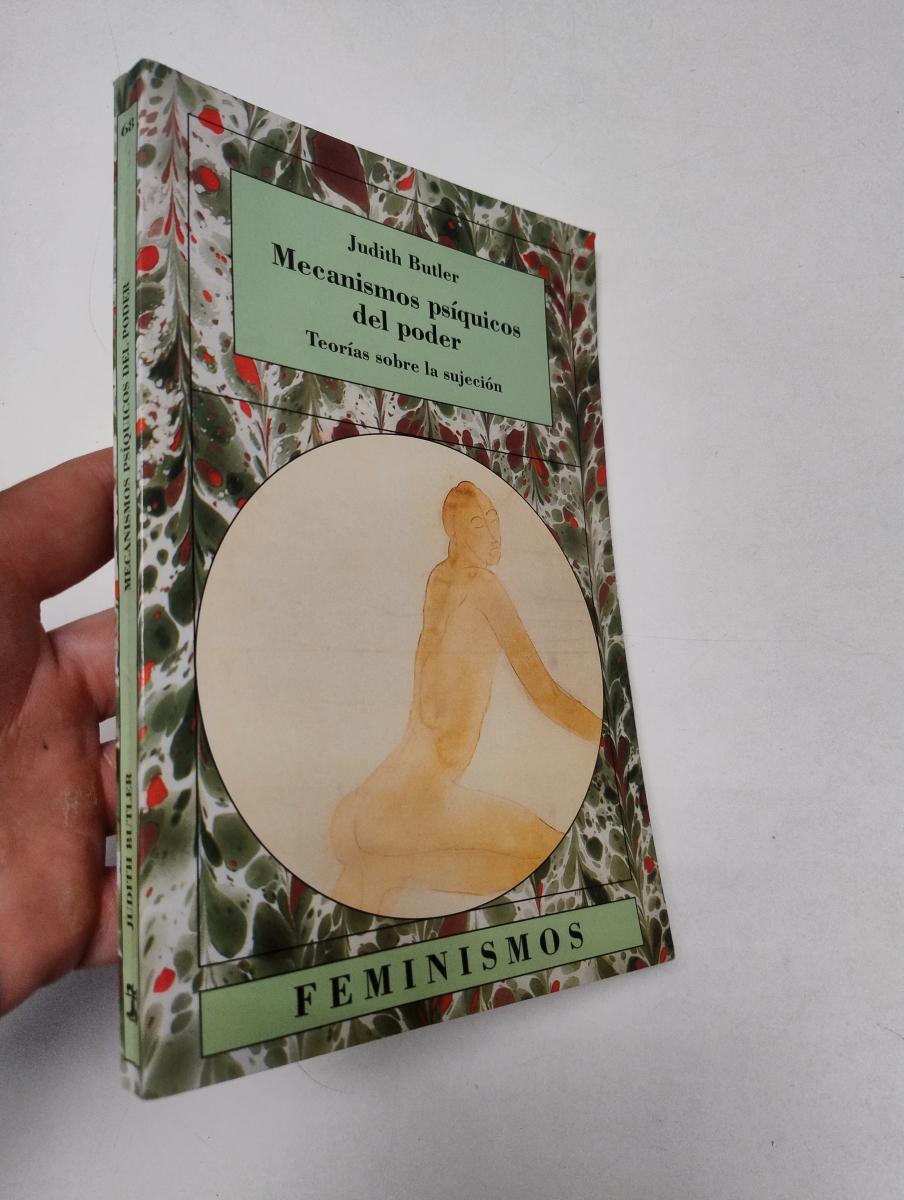 Judith Butler
Mecanismos psíquicos
del poder
Teorías sobre la sujeción
FEMINISMOS
68
MECANISMOS PSÍQUICOS DEL PODER
JUDITH BUTLER